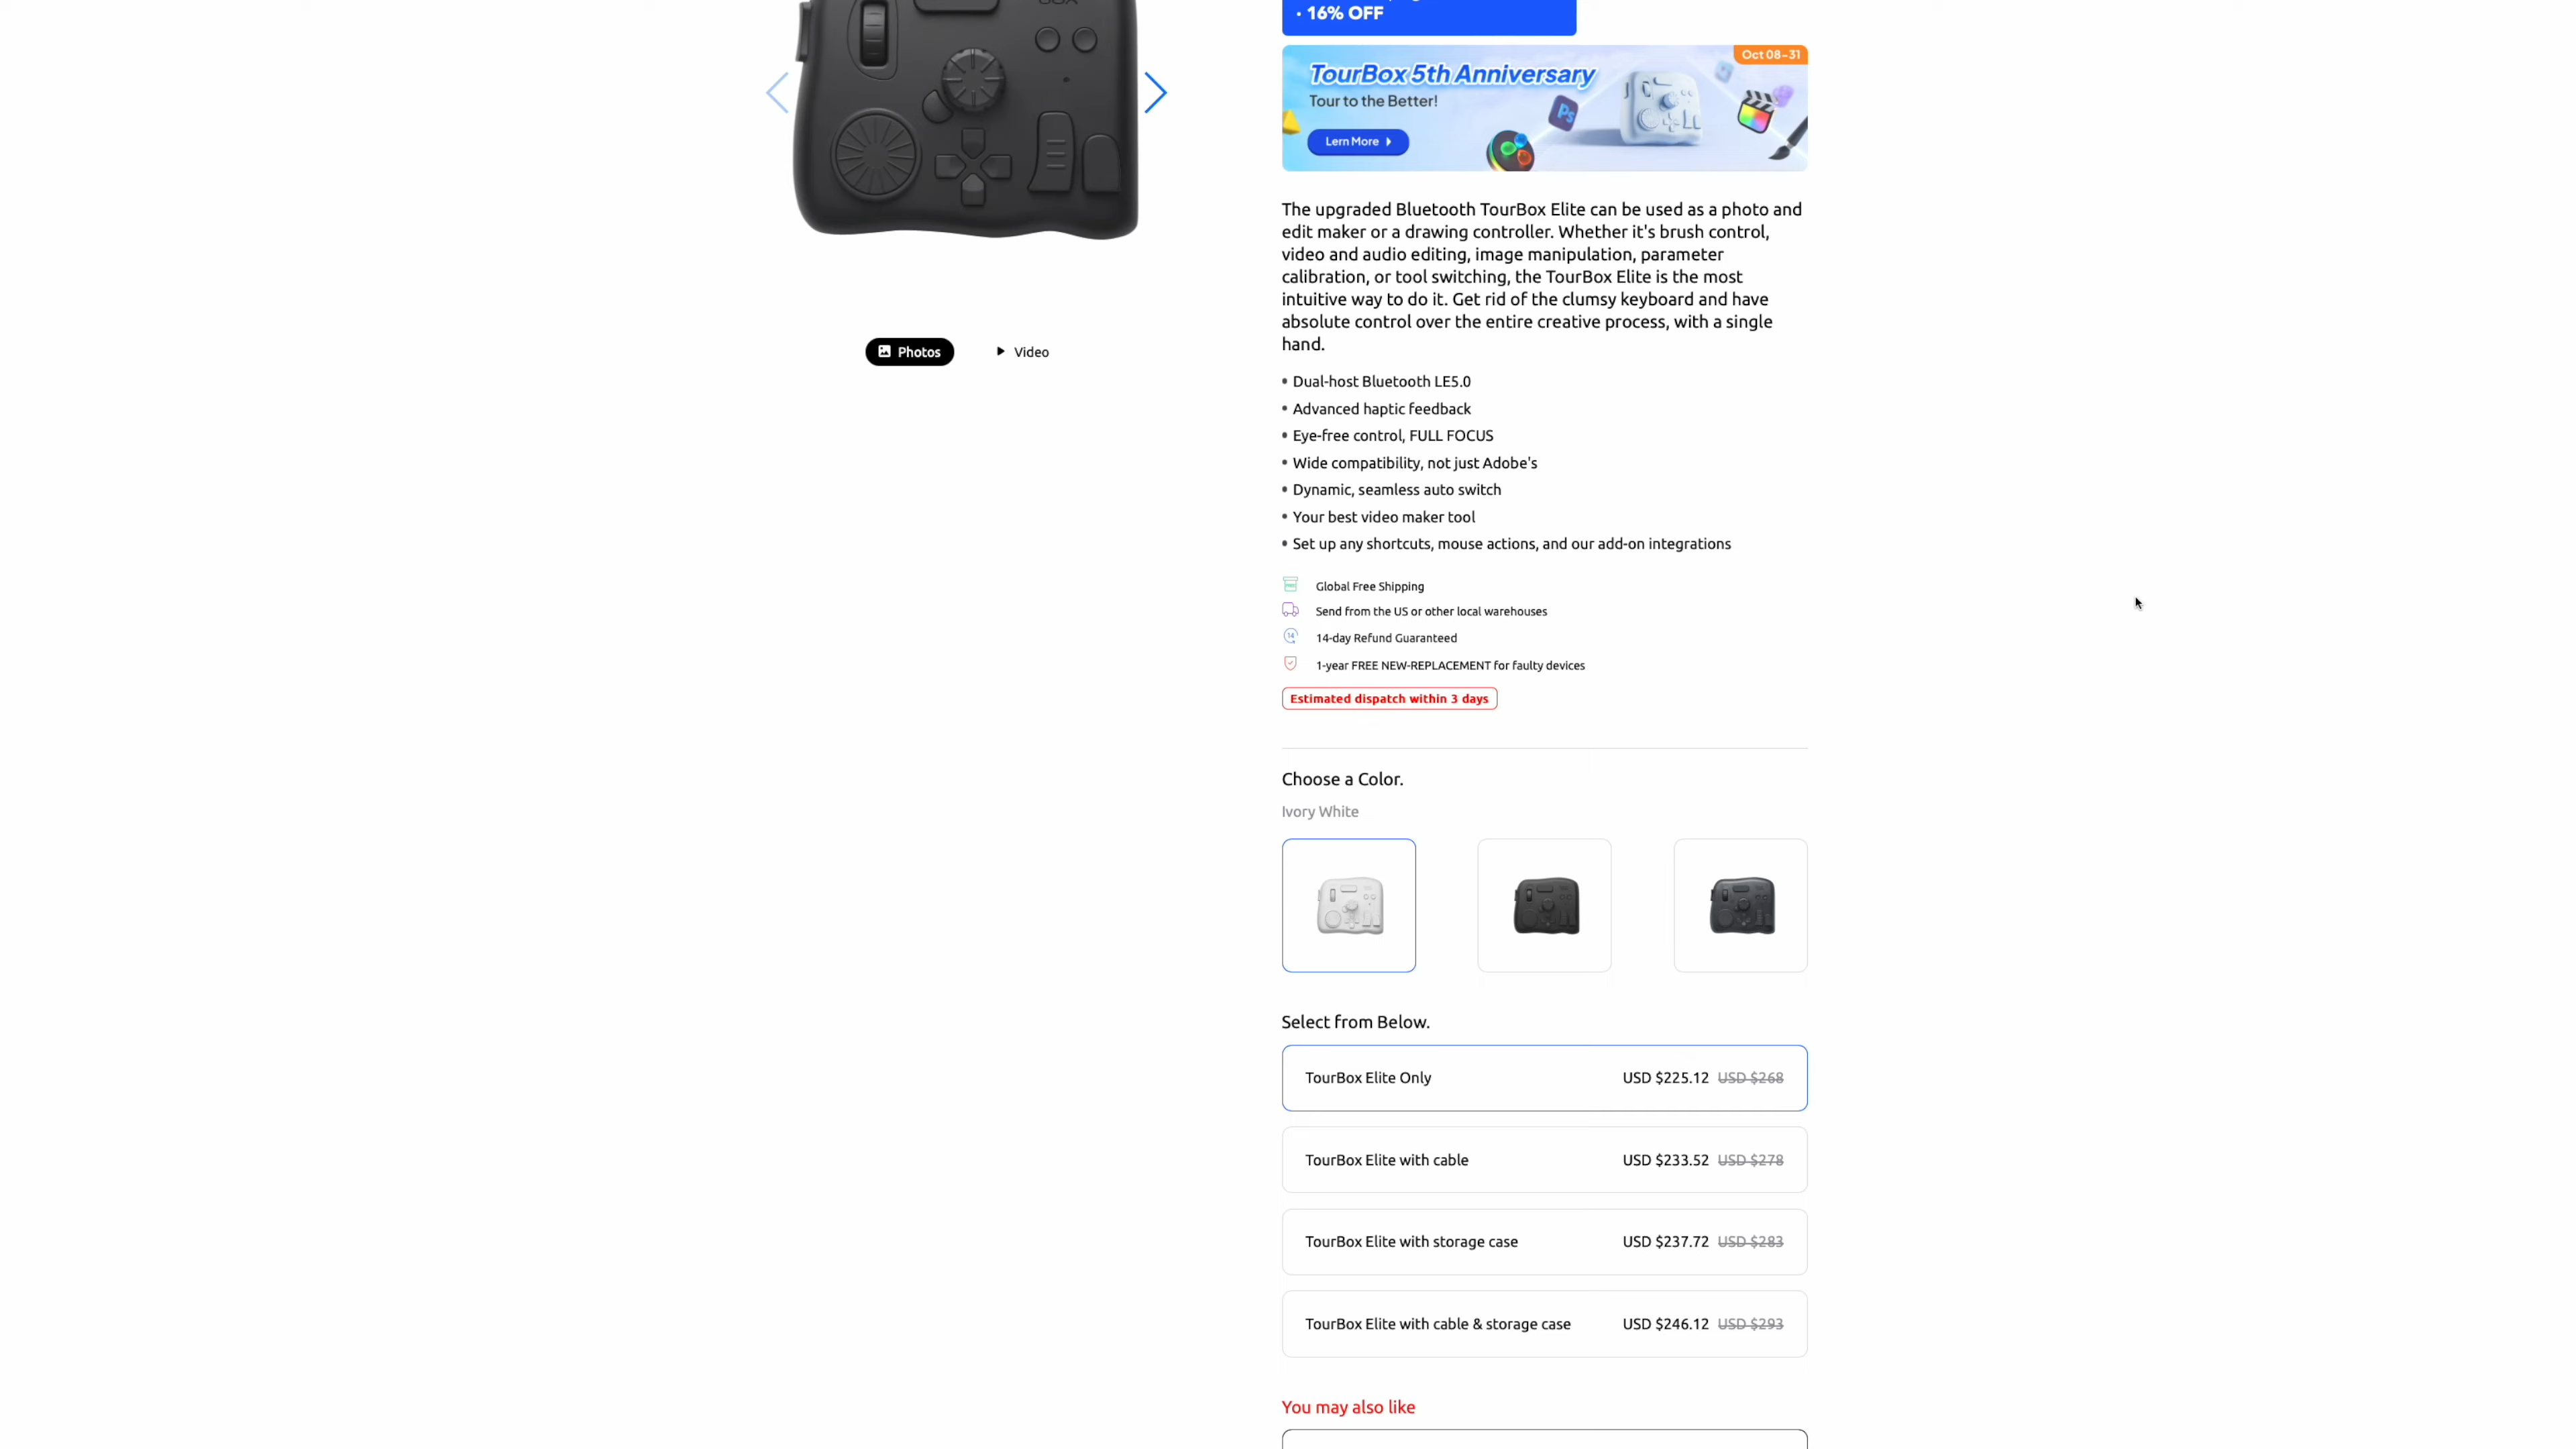 • 16% OFF
Oct 08-31
TourBox 5th Anniversary
Tour to the Better!
Lern More
The upgraded Bluetooth TourBox Elite can be used as a photo and
edit maker or a drawing controller. Whether it's brush control,
video and audio editing, image manipulation, parameter
calibration, or tool switching, the TourBox Elite is the most
intuitive way to do it. Get rid of the clumsy keyboard and have
absolute control over the entire creative process, with a single
hand.
Photos
Video
• Dual-host Bluetooth LE5.0
• Advanced haptic feedback
• Eye-free control, FULL FOCUS
• Wide compatibility, not just Adobe's
• Dynamic, seamless auto switch
• Your best video maker tool
• Set up any shortcuts, mouse actions, and our add-on integrations
Global Free Shipping
Send from the US or other local warehouses
14-day Refund Guaranteed
1-year FREE NEW-REPLACEMENT for faulty devices
Estimated dispatch within 3 days
Choose a Color.
Ivory White
Select from Below.
TourBox Elite Only USD $225.12 USD $268
TourBox Elite with cable USD $233.52 USD $278
TourBox Elite with storage case USD $237.72 USD $283
TourBox Elite with cable & storage case USD $246.12 USD $293
You may also like